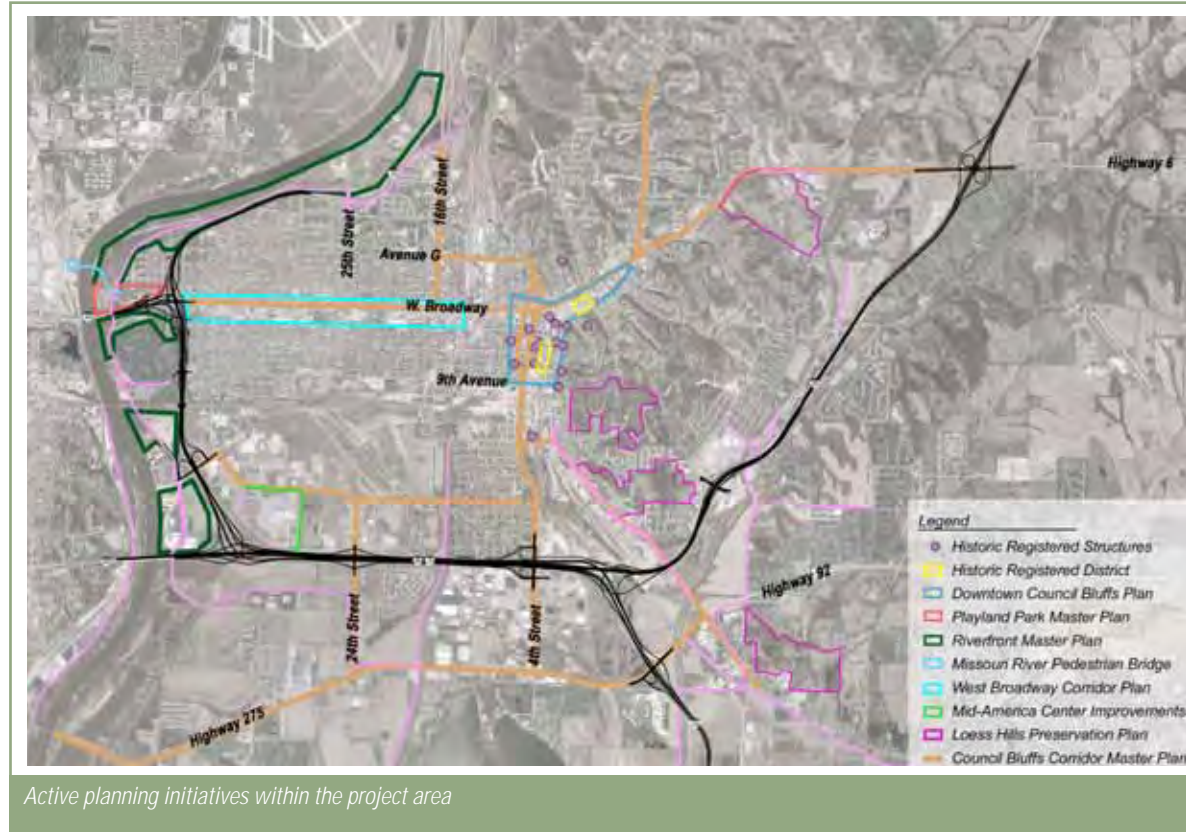 Highway 6
16th Street
25th Street
Avenue G
W. Broadway
9th Avenue
Highway 92
24th Street
4th Street
Highway 275
Legend
Historic Registered Structures
Historic Registered District
Downtown Council Bluffs Plan
Playland Park Master Plan
Riverfront Master Plan
Missouri River Pedestrian Bridge
West Broadway Corridor Plan
Mid-America Center Improvements
Loess Hills Preservation Plan
Council Bluffs Corridor Master Plan
Active planning initiatives within the project area